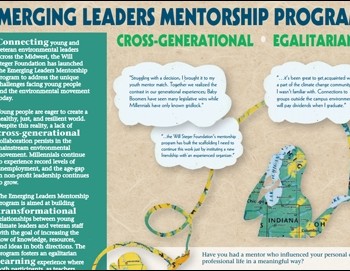 MERGING LEADERS MENTORSHIP PROGRAM
CROSS-GENERATIONAL • EGALITARIAN
Connecting young and
veteran environmental leaders
across the Midwest, the Will
Steger Foundation has launched
the Emerging Leaders Mentorship
Program to address the unique
challenges facing young people
and the environmental movement
today.
Young people are eager to create a
healthy, just, and resilient world.
Despite this reality, a lack of
cross-generational
collaboration persists in the
mainstream environmental
movement. Millennials continue
to experience record levels of
unemployment, and the age-gap
in non-profit leadership continues
to grow.
The Emerging Leaders Mentorship
Program is aimed at building
transformational
relationships between young
climate leaders and veteran staff
with the goal of increasing the
flow of knowledge, resources,
and ideas in both directions. The
Program fosters an egalitarian
learning experience where
both participants, as teachers
"Struggling with a decision, I brought it to my
youth mentor match. Together we realized the
contrast in our generational experiences: Baby
Boomers have seen many legislative wins while
Millennials have only known gridlock."
"...the Will Steger Foundation's mentorship
program has built the scaffolding I needed to
continue this work just by initiating a new
friendship with an experienced organizer."
"...it's been great to get acquainted w
a part of the climate change communi
I wasn't familiar with. Connections to
groups outside the campus environme
will pay dividends when I graduate."
INDIANA
Have you had a mentor who influenced your personal o
professional life in a meaningful way?